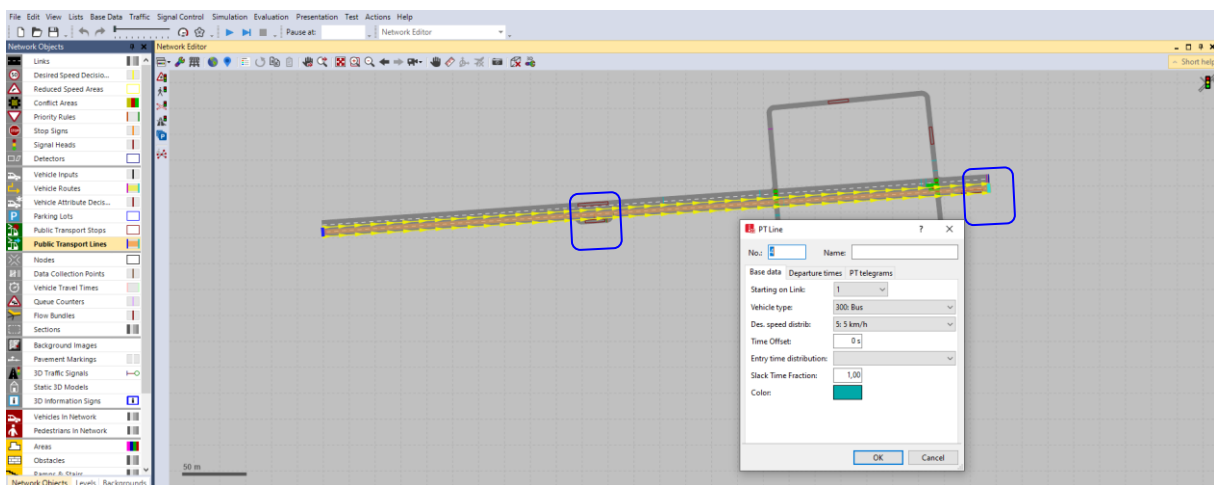 File Edit View Lists Base Data Traffic Signal Control Simulation Evaluation Presentation Test Actions Help
Pause at: Network Editor
Network Objects
Network Editor
Short help
Links
Desired Speed Decisio...
Reduced Speed Areas
Conflict Areas
Priority Rules
Stop Signs
Signal Heads
Detectors
Vehicle Inputs
Vehicle Routes
Vehicle Attribute Decis...
Parking Lots
Public Transport Stops
Public Transport Lines
Nodes
Data Collection Points
Vehicle Travel Times
Queue Counters
Flow Bundles
Sections
Background Images
Pavement Markings
3D Traffic Signals
Static 3D Models
3D Information Signs
Vehicles In Network
Pedestrians In Network
Areas
Obstacles
Ramps & Stairs
Network Objects Levels Backgrounds
50 m
PT Line
No.: 4 Name:
Base data Departure times PT telegrams
Starting on Link: 1
Vehicle type: 300: Bus
Des. speed distrib: 5: 5 km/h
Time Offset: 0 s
Entry time distribution:
Slack Time Fraction: 1,00
Color:
OK Cancel